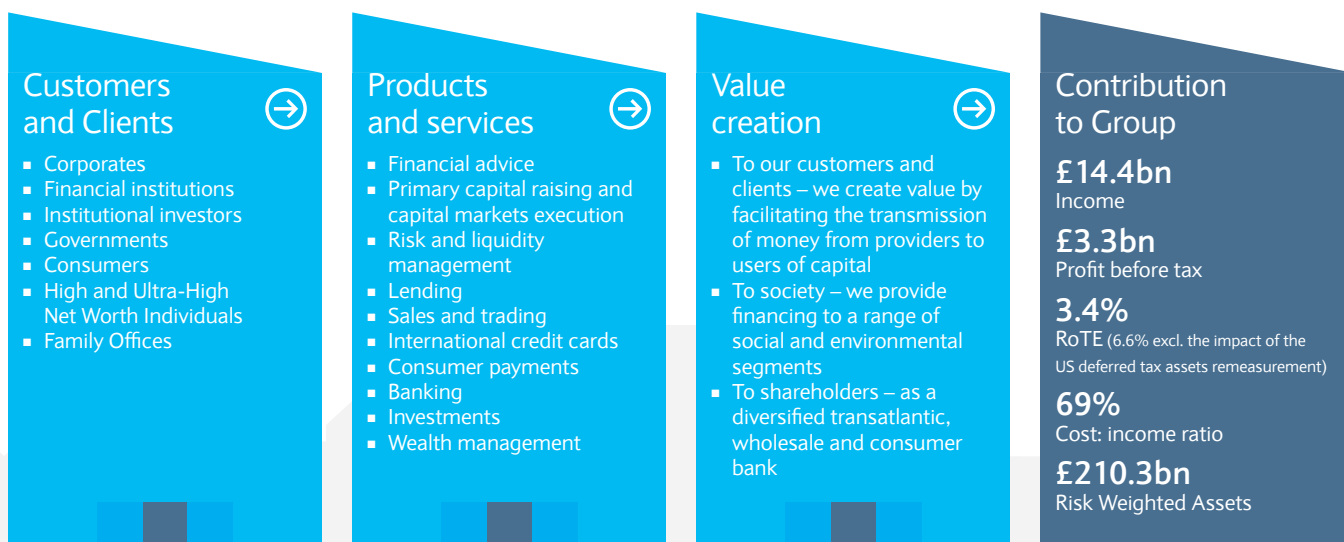 Customers
and Clients
▪ Corporates
▪ Financial institutions
▪ Institutional investors
▪ Governments
▪ Consumers
▪ High and Ultra-High
Net Worth Individuals
▪ Family Offices
Products
and services
▪ Financial advice
▪ Primary capital raising and
capital markets execution
▪ Risk and liquidity
management
▪ Lending
▪ Sales and trading
▪ International credit cards
▪ Consumer payments
▪ Banking
▪ Investments
▪ Wealth management
Value
creation
▪ To our customers and
clients – we create value by
facilitating the transmission
of money from providers to
users of capital
▪ To society – we provide
financing to a range of
social and environmental
segments
▪ To shareholders – as a
diversified transatlantic,
wholesale and consumer
bank
Contribution
to Group
£14.4bn
Income
£3.3bn
Profit before tax
3.4%
RoTE (6.6% excl. the impact of the
US deferred tax assets remeasurement)
69%
Cost: income ratio
£210.3bn
Risk Weighted Assets